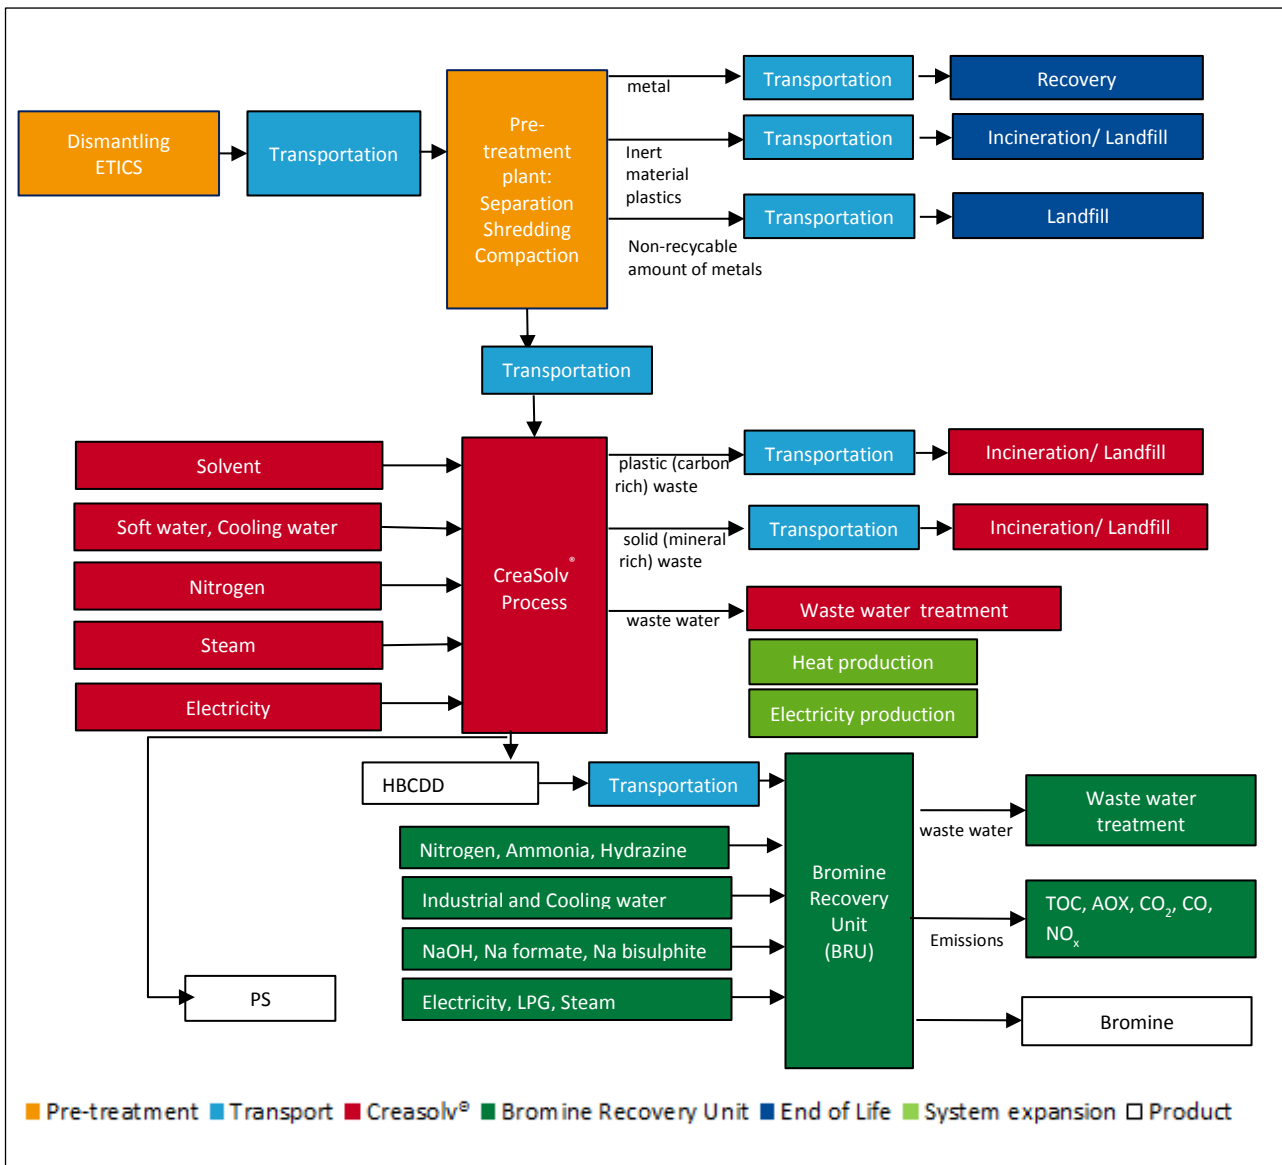 Dismantling
ETICS
Transportation
Pre-
treatment
plant:
Separation
Shredding
Compaction
metal
Transportation
Recovery
Inert
material
plastics
Transportation
Incineration/ Landfill
Non-recycable
amount of metals
Transportation
Landfill
Transportation
Solvent
Soft water, Cooling water
Nitrogen
Steam
Electricity
CreaSolv®
Process
plastic (carbon
rich) waste
Transportation
Incineration/ Landfill
solid (mineral
rich) waste
Transportation
Incineration/ Landfill
waste water
Waste water treatment
Heat production
Electricity production
HBCDD
Transportation
Nitrogen, Ammonia, Hydrazine
Industrial and Cooling water
NaOH, Na formate, Na bisulphite
Electricity, LPG, Steam
Bromine
Recovery
Unit
(BRU)
waste water
Waste water
treatment
Emissions
TOC, AOX, CO₂, CO,
NOₓ
Bromine
PS
Pre-treatment Transport Creasolv® Bromine Recovery Unit End of Life System expansion Product